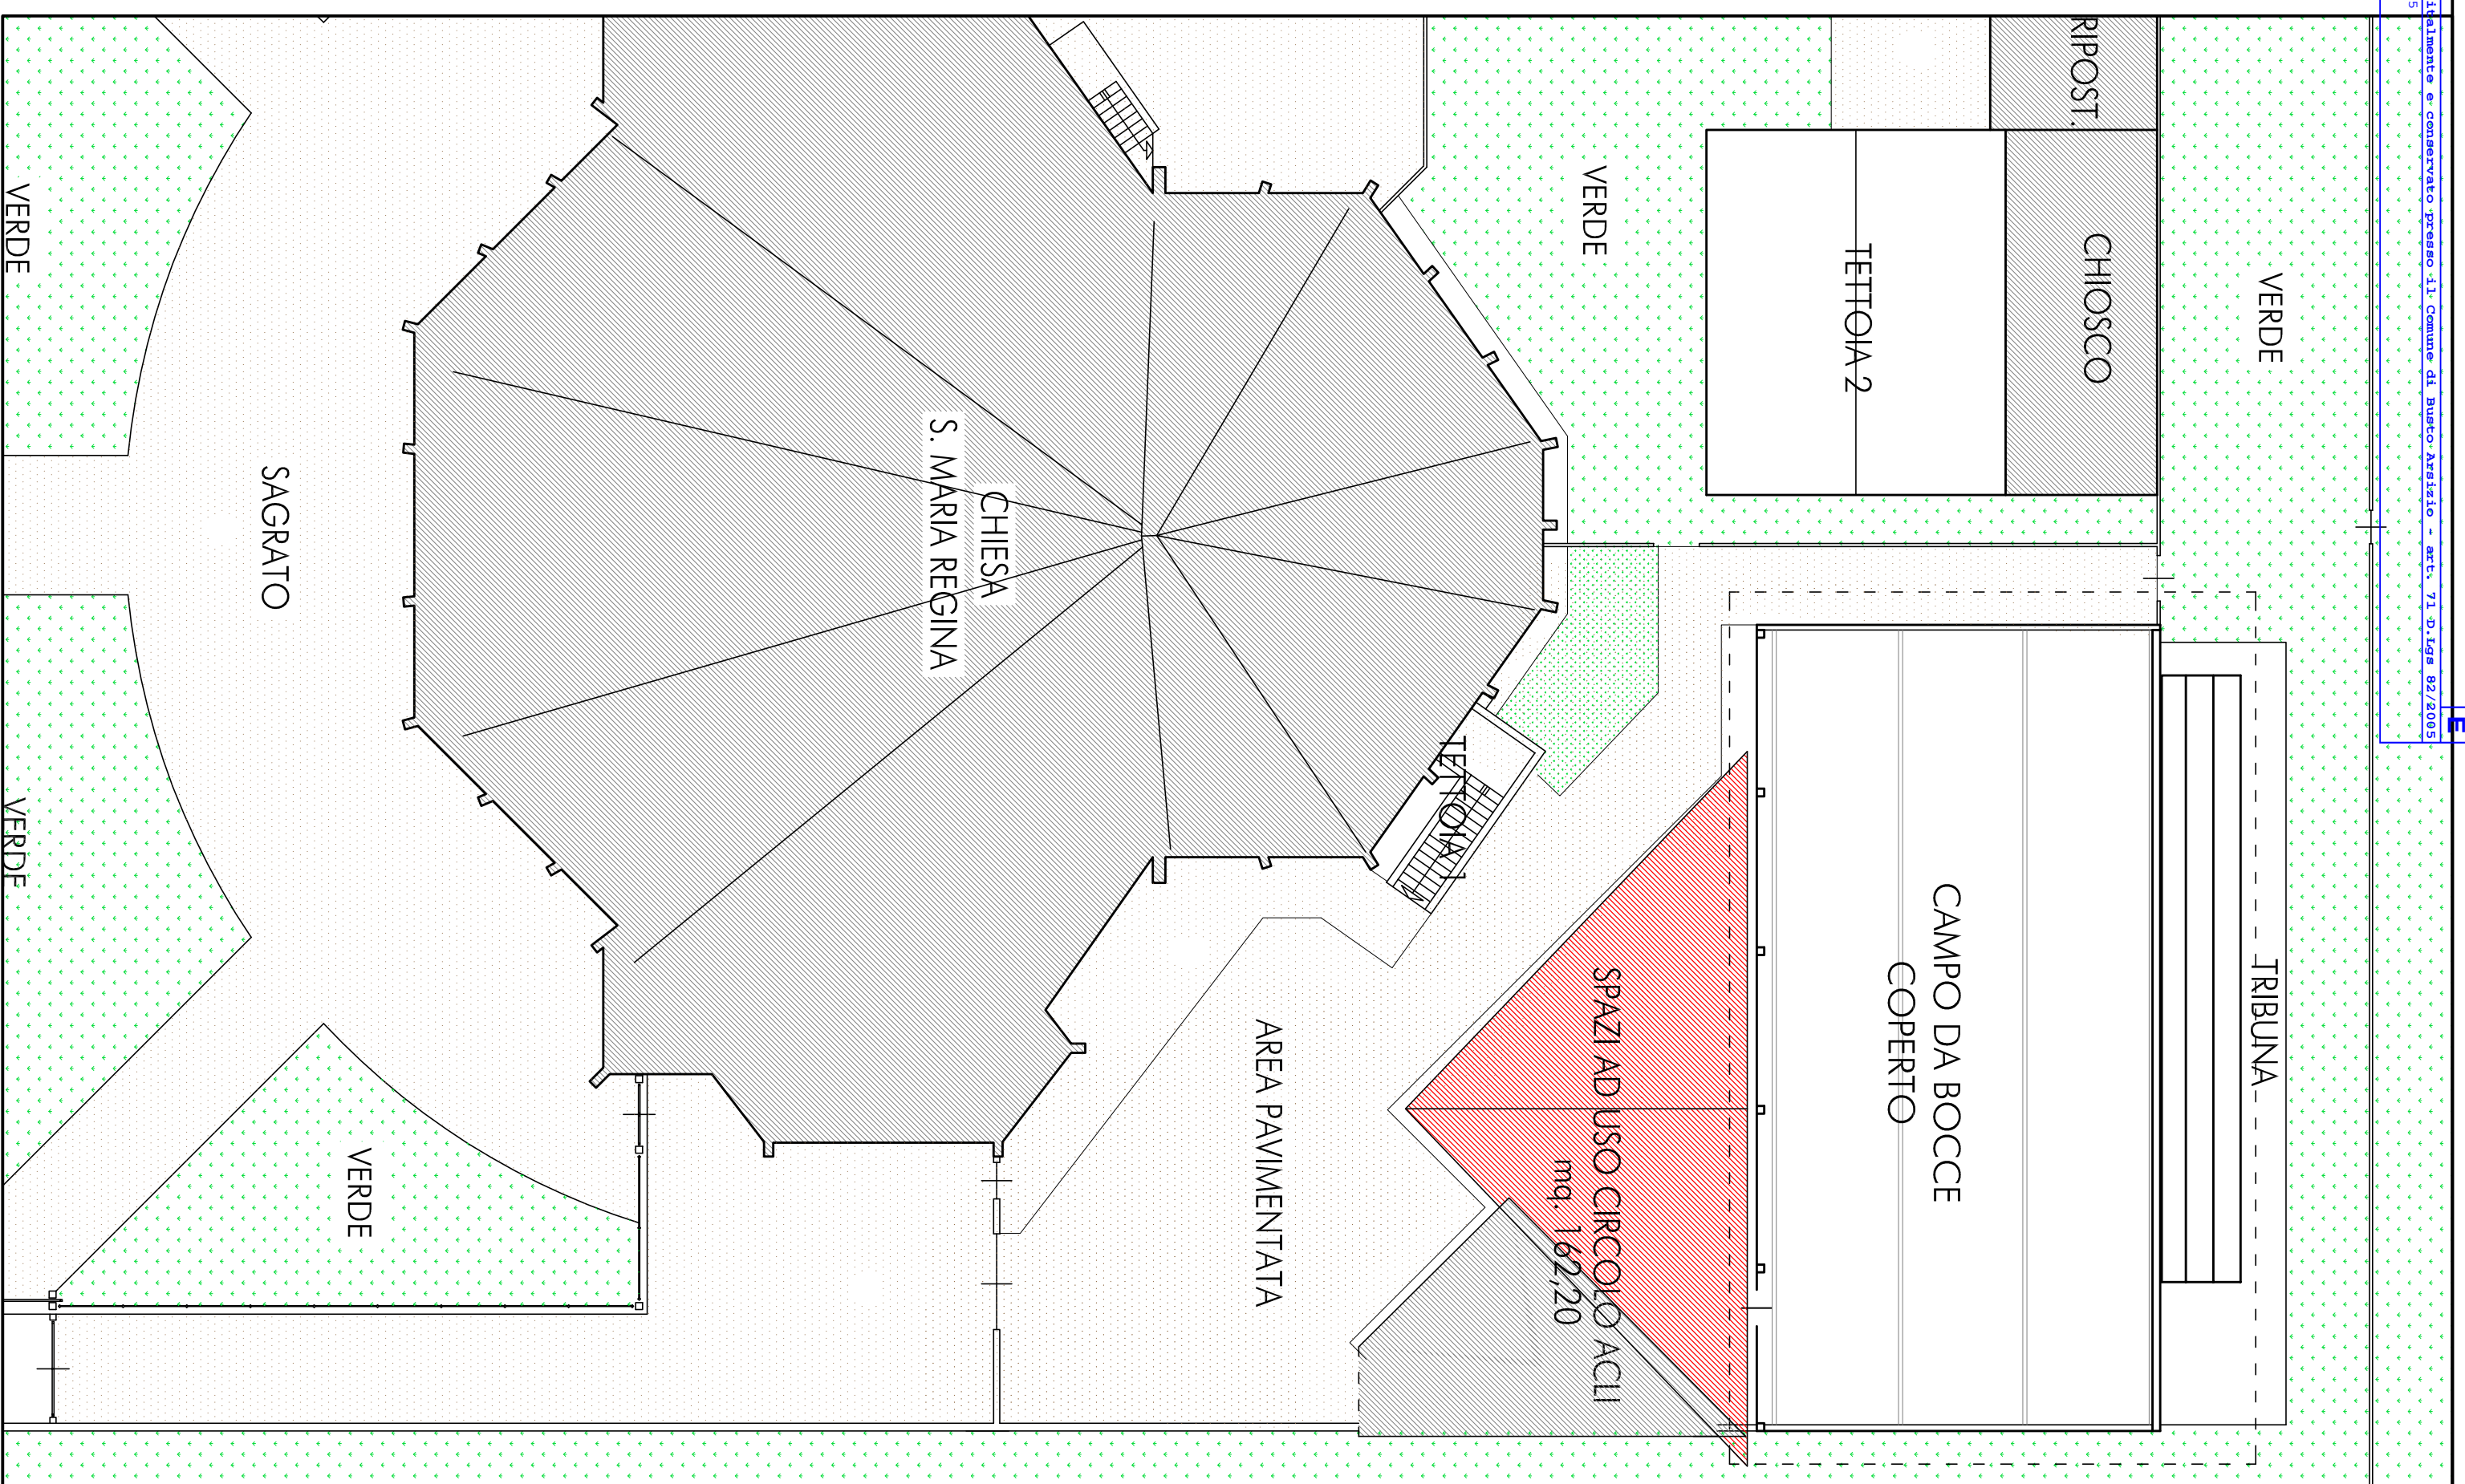 italmente e conservato presso il Comune di Busto Arsizio - art. 71 D.Lgs 82/2005
5
E
RIPOST.
CHIOSCO
VERDE
TETTOIA 2
VERDE
TRIBUNA
CAMPO DA BOCCE
COPERTO
SPAZI AD USO CIRCOLO ACLI
mq. 162,20
TETTOIA 1
AREA PAVIMENTATA
CHIESA
S. MARIA REGINA
SAGRATO
VERDE
VERDE
VERDE